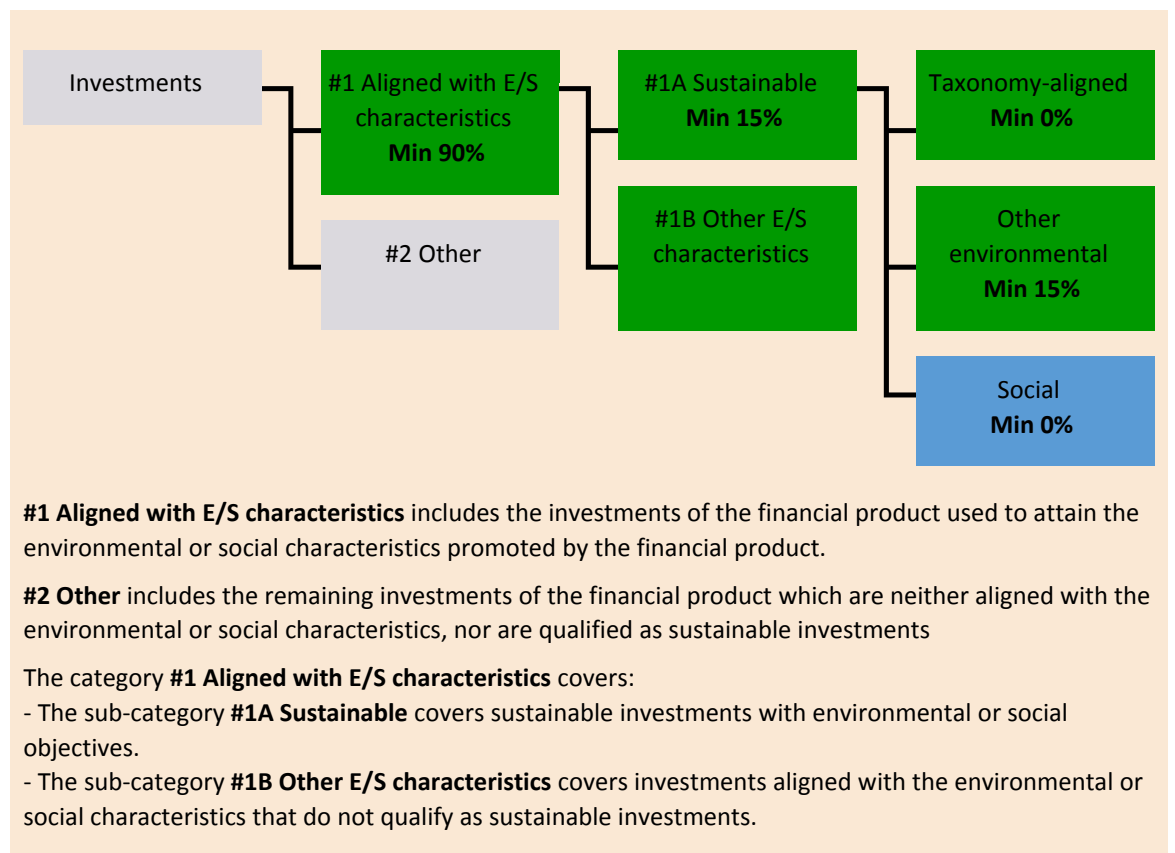 Investments
#1 Aligned with E/S
characteristics
Min 90%
#2 Other
#1A Sustainable
Min 15%
#1B Other E/S
characteristics
Taxonomy-aligned
Min 0%
Other
environmental
Min 15%
Social
Min 0%
#1 Aligned with E/S characteristics includes the investments of the financial product used to attain the
environmental or social characteristics promoted by the financial product.
#2 Other includes the remaining investments of the financial product which are neither aligned with the
environmental or social characteristics, nor are qualified as sustainable investments
The category #1 Aligned with E/S characteristics covers:
- The sub-category #1A Sustainable covers sustainable investments with environmental or social
objectives.
- The sub-category #1B Other E/S characteristics covers investments aligned with the environmental or
social characteristics that do not qualify as sustainable investments.